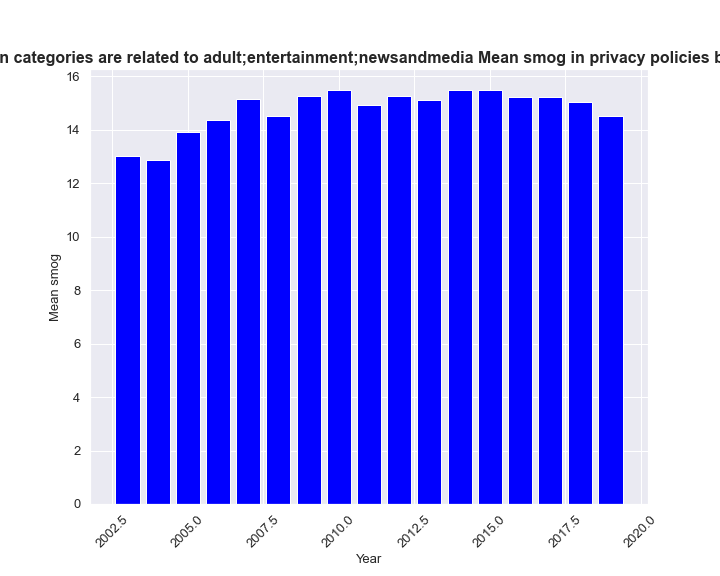 n categories are related to adult;entertainment;newsandmedia Mean smog in privacy policies b
16
14
12
10
8
6
4
2
0
Mean smog
2002.5 2005.0 2007.5 2010.0 2012.5 2015.0 2017.5 2020.0
Year